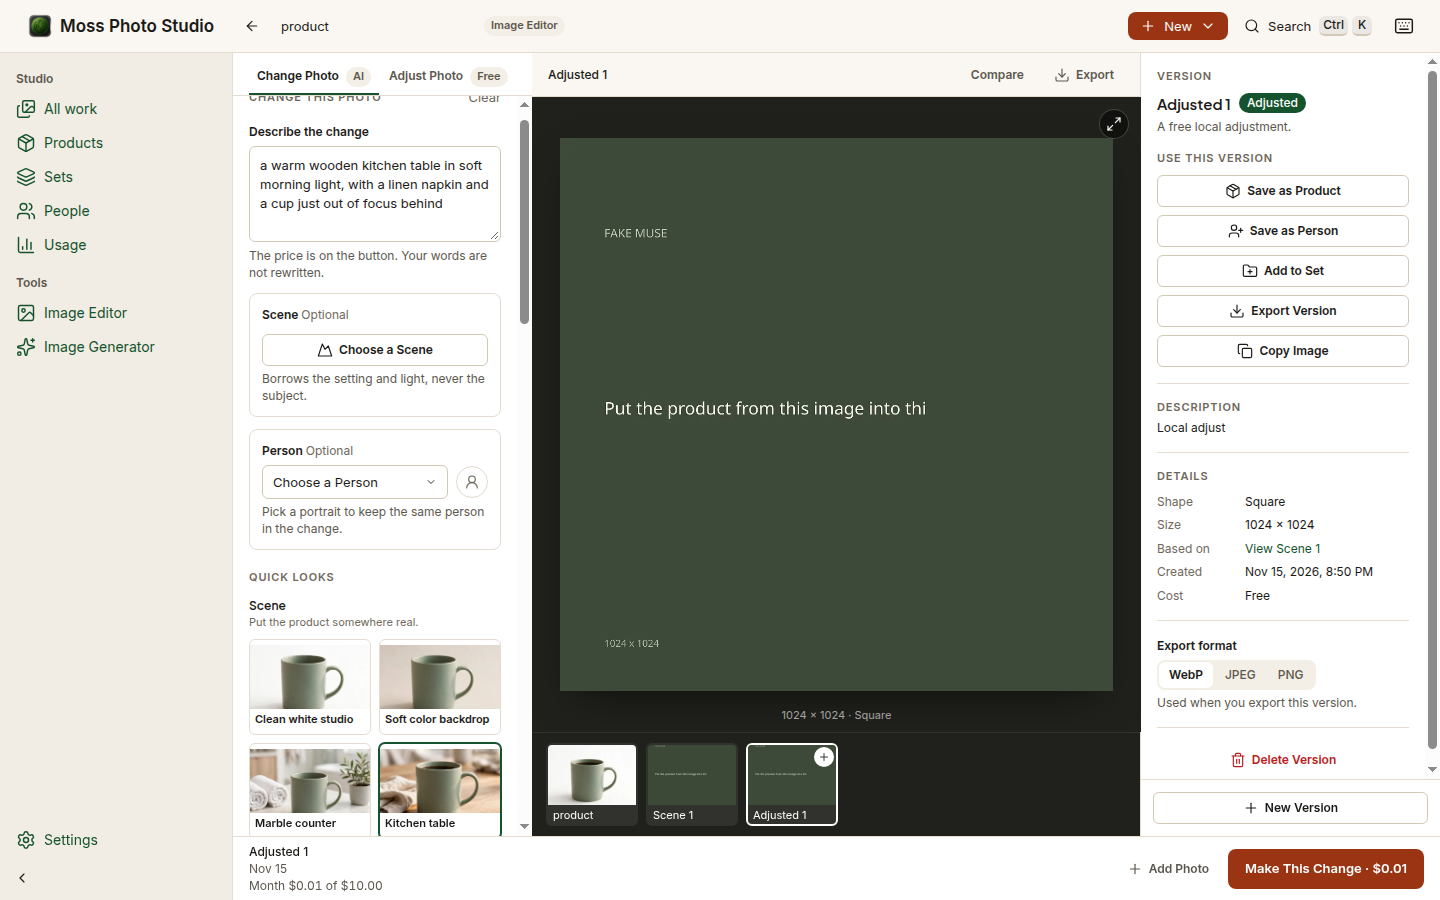 Moss Photo Studio
product
Image Editor
New
Search
Ctrl
K
Studio
All work
Products
Sets
People
Usage
Tools
Image Editor
Image Generator
Settings
Change Photo
AI
Adjust Photo
Free
CHANGE THIS PHOTO
Clear
Describe the change
a warm wooden kitchen table in soft
morning light, with a linen napkin and
a cup just out of focus behind
The price is on the button. Your words are
not rewritten.
Scene Optional
Choose a Scene
Borrows the setting and light, never the
subject.
Person Optional
Choose a Person
Pick a portrait to keep the same person
in the change.
QUICK LOOKS
Scene
Put the product somewhere real.
Clean white studio
Soft color backdrop
Marble counter
Kitchen table
Adjusted 1
Compare
Export
FAKE MUSE
Put the product from this image into thi
1024 x 1024
1024 × 1024 · Square
product
Scene 1
Adjusted 1
VERSION
Adjusted 1
Adjusted
A free local adjustment.
USE THIS VERSION
Save as Product
Save as Person
Add to Set
Export Version
Copy Image
DESCRIPTION
Local adjust
DETAILS
Shape Square
Size 1024 × 1024
Based on View Scene 1
Created Nov 15, 2026, 8:50 PM
Cost Free
Export format
WebP
JPEG
PNG
Used when you export this version.
Delete Version
New Version
Adjusted 1
Nov 15
Month $0.01 of $10.00
Add Photo
Make This Change · $0.01